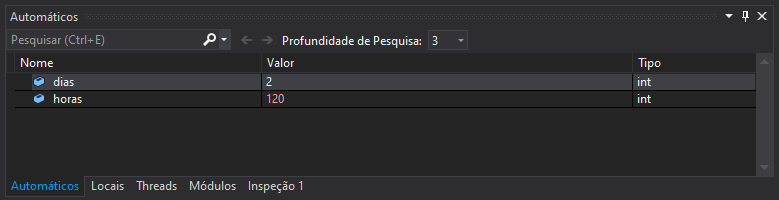 Automáticos
Pesquisar (Ctrl+E) Profundidade de Pesquisa: 3
Nome Valor Tipo
dias 2 int
horas 120 int
Automáticos Locais Threads Módulos Inspeção 1